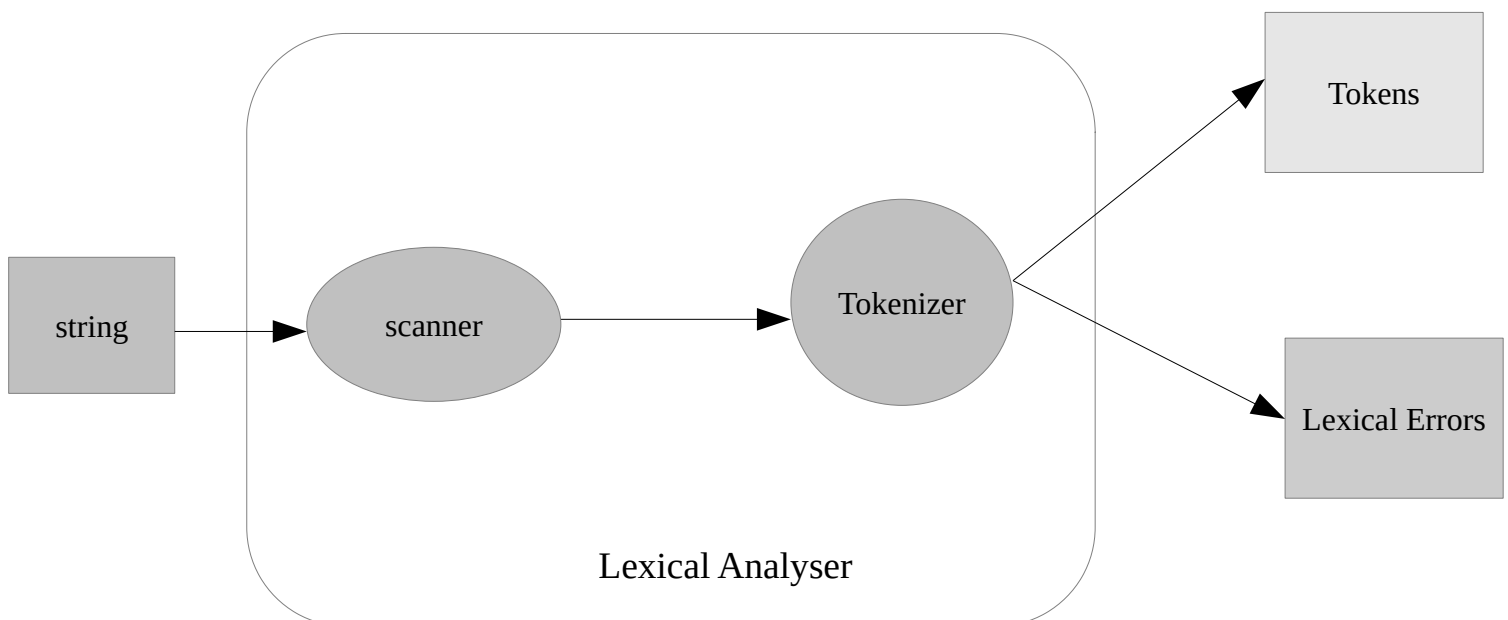 string
scanner
Tokenizer
Tokens
Lexical Errors
Lexical Analyser